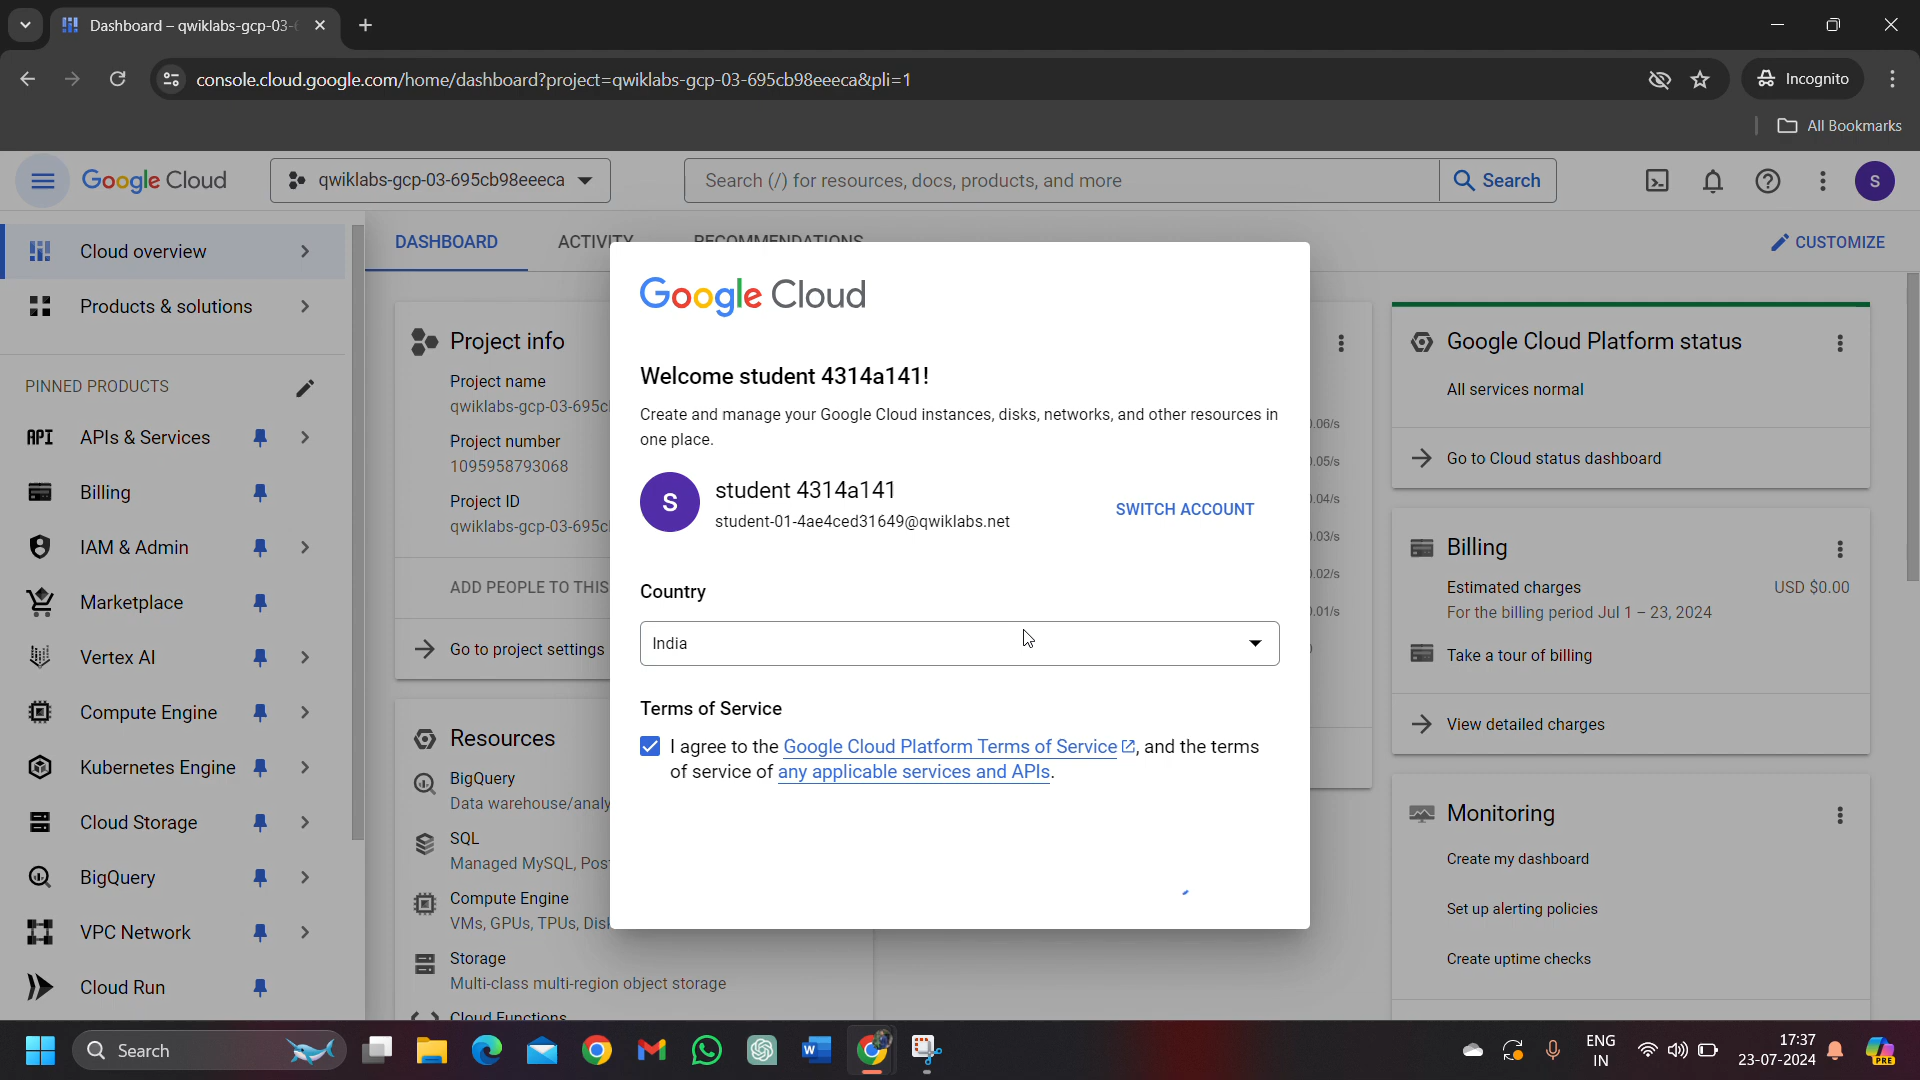 Dashboard – qwiklabs-gcp-03-
console.cloud.google.com/home/dashboard?project=qwiklabs-gcp-03-695cb98eeeca&pli=1
Incognito
All Bookmarks
Google Cloud
qwiklabs-gcp-03-695cb98eeeca
Search (/) for resources, docs, products, and more
Search
S
Cloud overview
Products & solutions
PINNED PRODUCTS
API APIs & Services
Billing
IAM & Admin
Marketplace
Vertex AI
Compute Engine
Kubernetes Engine
Cloud Storage
BigQuery
VPC Network
Cloud Run
DASHBOARD
ACTIVITY
RECOMMENDATIONS
CUSTOMIZE
Project info
Project name
qwiklabs-gcp-03-695c
Project number
1095958793068
Project ID
qwiklabs-gcp-03-695c
ADD PEOPLE TO THIS
Go to project settings
Resources
BigQuery
Data warehouse/analy
SQL
Managed MySQL, Pos
Compute Engine
VMs, GPUs, TPUs, Dis
Storage
Multi-class multi-region object storage
Cloud Functions
Google Cloud
Welcome student 4314a141!
Create and manage your Google Cloud instances, disks, networks, and other resources in
one place.
S
student 4314a141
student-01-4ae4ced31649@qwiklabs.net
SWITCH ACCOUNT
Country
India
Terms of Service
I agree to the Google Cloud Platform Terms of Service, and the terms
of service of any applicable services and APIs.
.06/s
.05/s
.04/s
.03/s
.02/s
.01/s
Google Cloud Platform status
All services normal
Go to Cloud status dashboard
Billing
Estimated charges
USD $0.00
For the billing period Jul 1 – 23, 2024
Take a tour of billing
View detailed charges
Monitoring
Create my dashboard
Set up alerting policies
Create uptime checks
Search
ENG
IN
17:37
23-07-2024
PRE